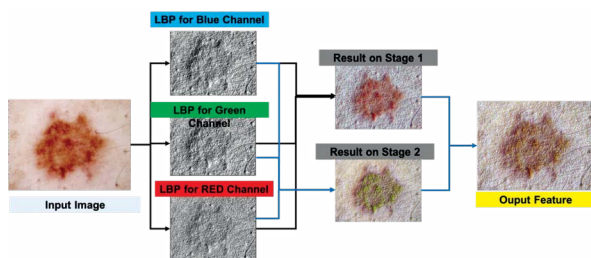 LBP for Blue Channel
LBP for Green
Channel
LBP for RED Channel
Input Image
Result on Stage 1
Result on Stage 2
Ouput Feature